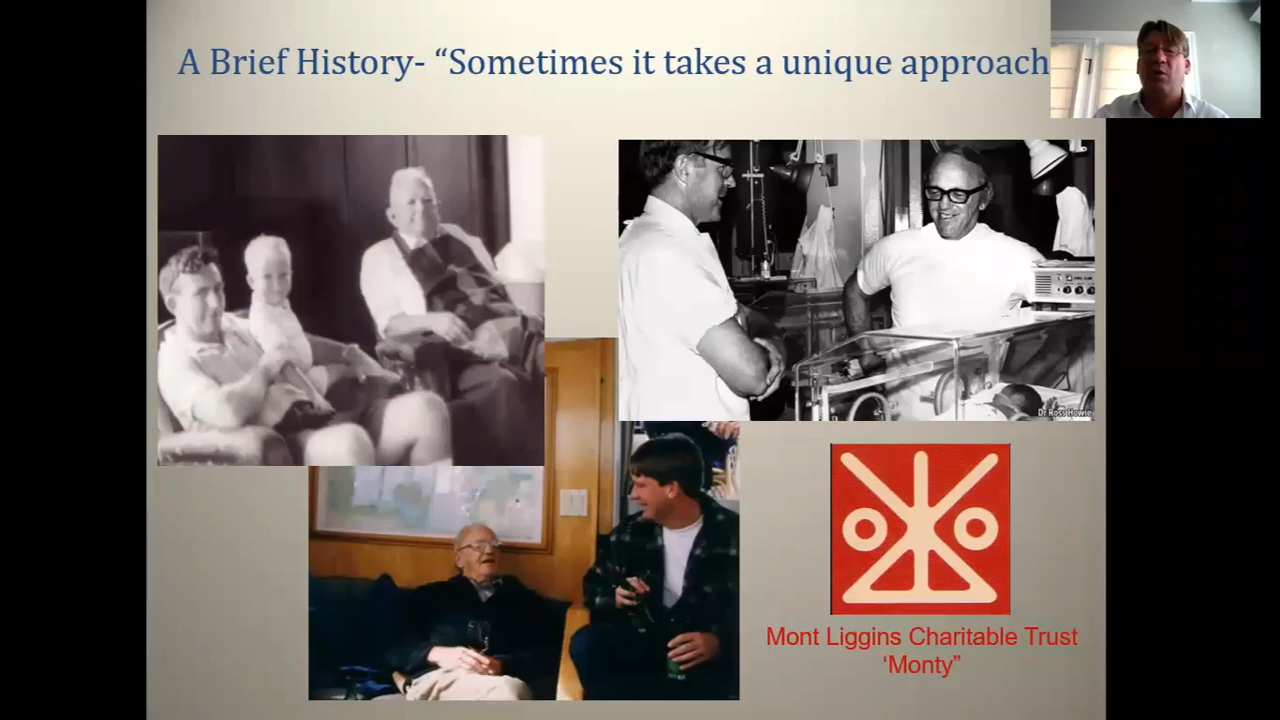 A Brief History- “Sometimes it takes a unique approach
Dr Ross Howie
Mont Liggins Charitable Trust
‘Monty”